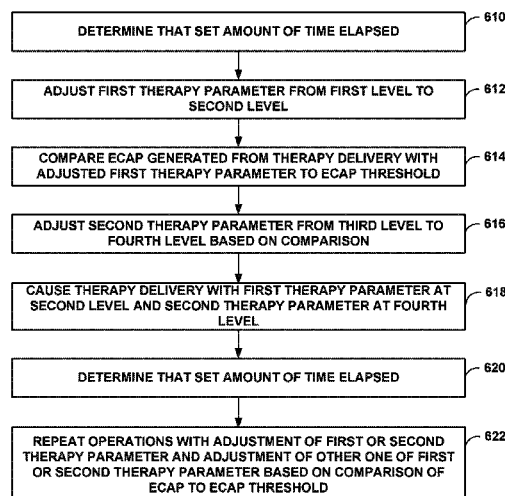 DETERMINE THAT SET AMOUNT OF TIME ELAPSED
610
ADJUST FIRST THERAPY PARAMETER FROM FIRST LEVEL TO
SECOND LEVEL
612
COMPARE ECAP GENERATED FROM THERAPY DELIVERY WITH
ADJUSTED FIRST THERAPY PARAMETER TO ECAP THRESHOLD
614
ADJUST SECOND THERAPY PARAMETER FROM THIRD LEVEL TO
FOURTH LEVEL BASED ON COMPARISON
616
CAUSE THERAPY DELIVERY WITH FIRST THERAPY PARAMETER AT
SECOND LEVEL AND SECOND THERAPY PARAMETER AT FOURTH
LEVEL
618
DETERMINE THAT SET AMOUNT OF TIME ELAPSED
620
REPEAT OPERATIONS WITH ADJUSTMENT OF FIRST OR SECOND
THERAPY PARAMETER AND ADJUSTMENT OF OTHER ONE OF
FIRST OR SECOND THERAPY PARAMETER BASED ON COMPARISON OF
ECAP TO ECAP THRESHOLD
622